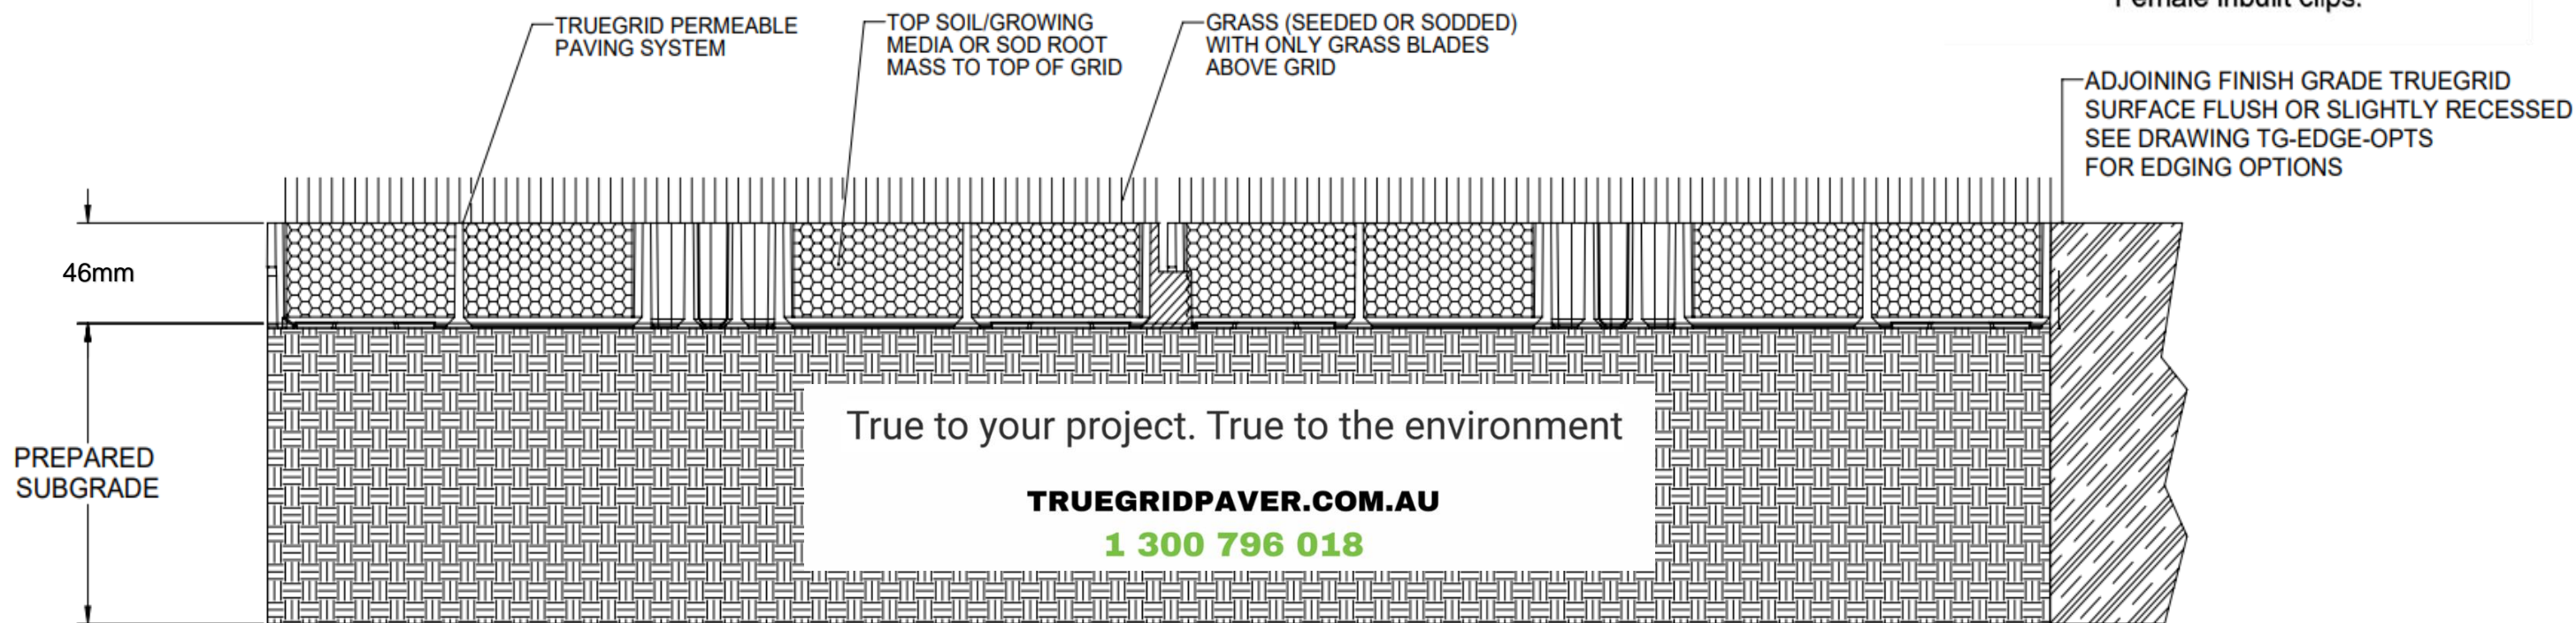 Female inbuilt clips.
TRUEGRID PERMEABLE
PAVING SYSTEM
TOP SOIL/GROWING
MEDIA OR SOD ROOT
MASS TO TOP OF GRID
GRASS (SEEDED OR SODDED)
WITH ONLY GRASS BLADES
ABOVE GRID
ADJOINING FINISH GRADE TRUEGRID
SURFACE FLUSH OR SLIGHTLY RECESSED
SEE DRAWING TG-EDGE-OPTS
FOR EDGING OPTIONS
46mm
PREPARED
SUBGRADE
True to your project. True to the environment
TRUEGRIDPAVER.COM.AU
1 300 796 018